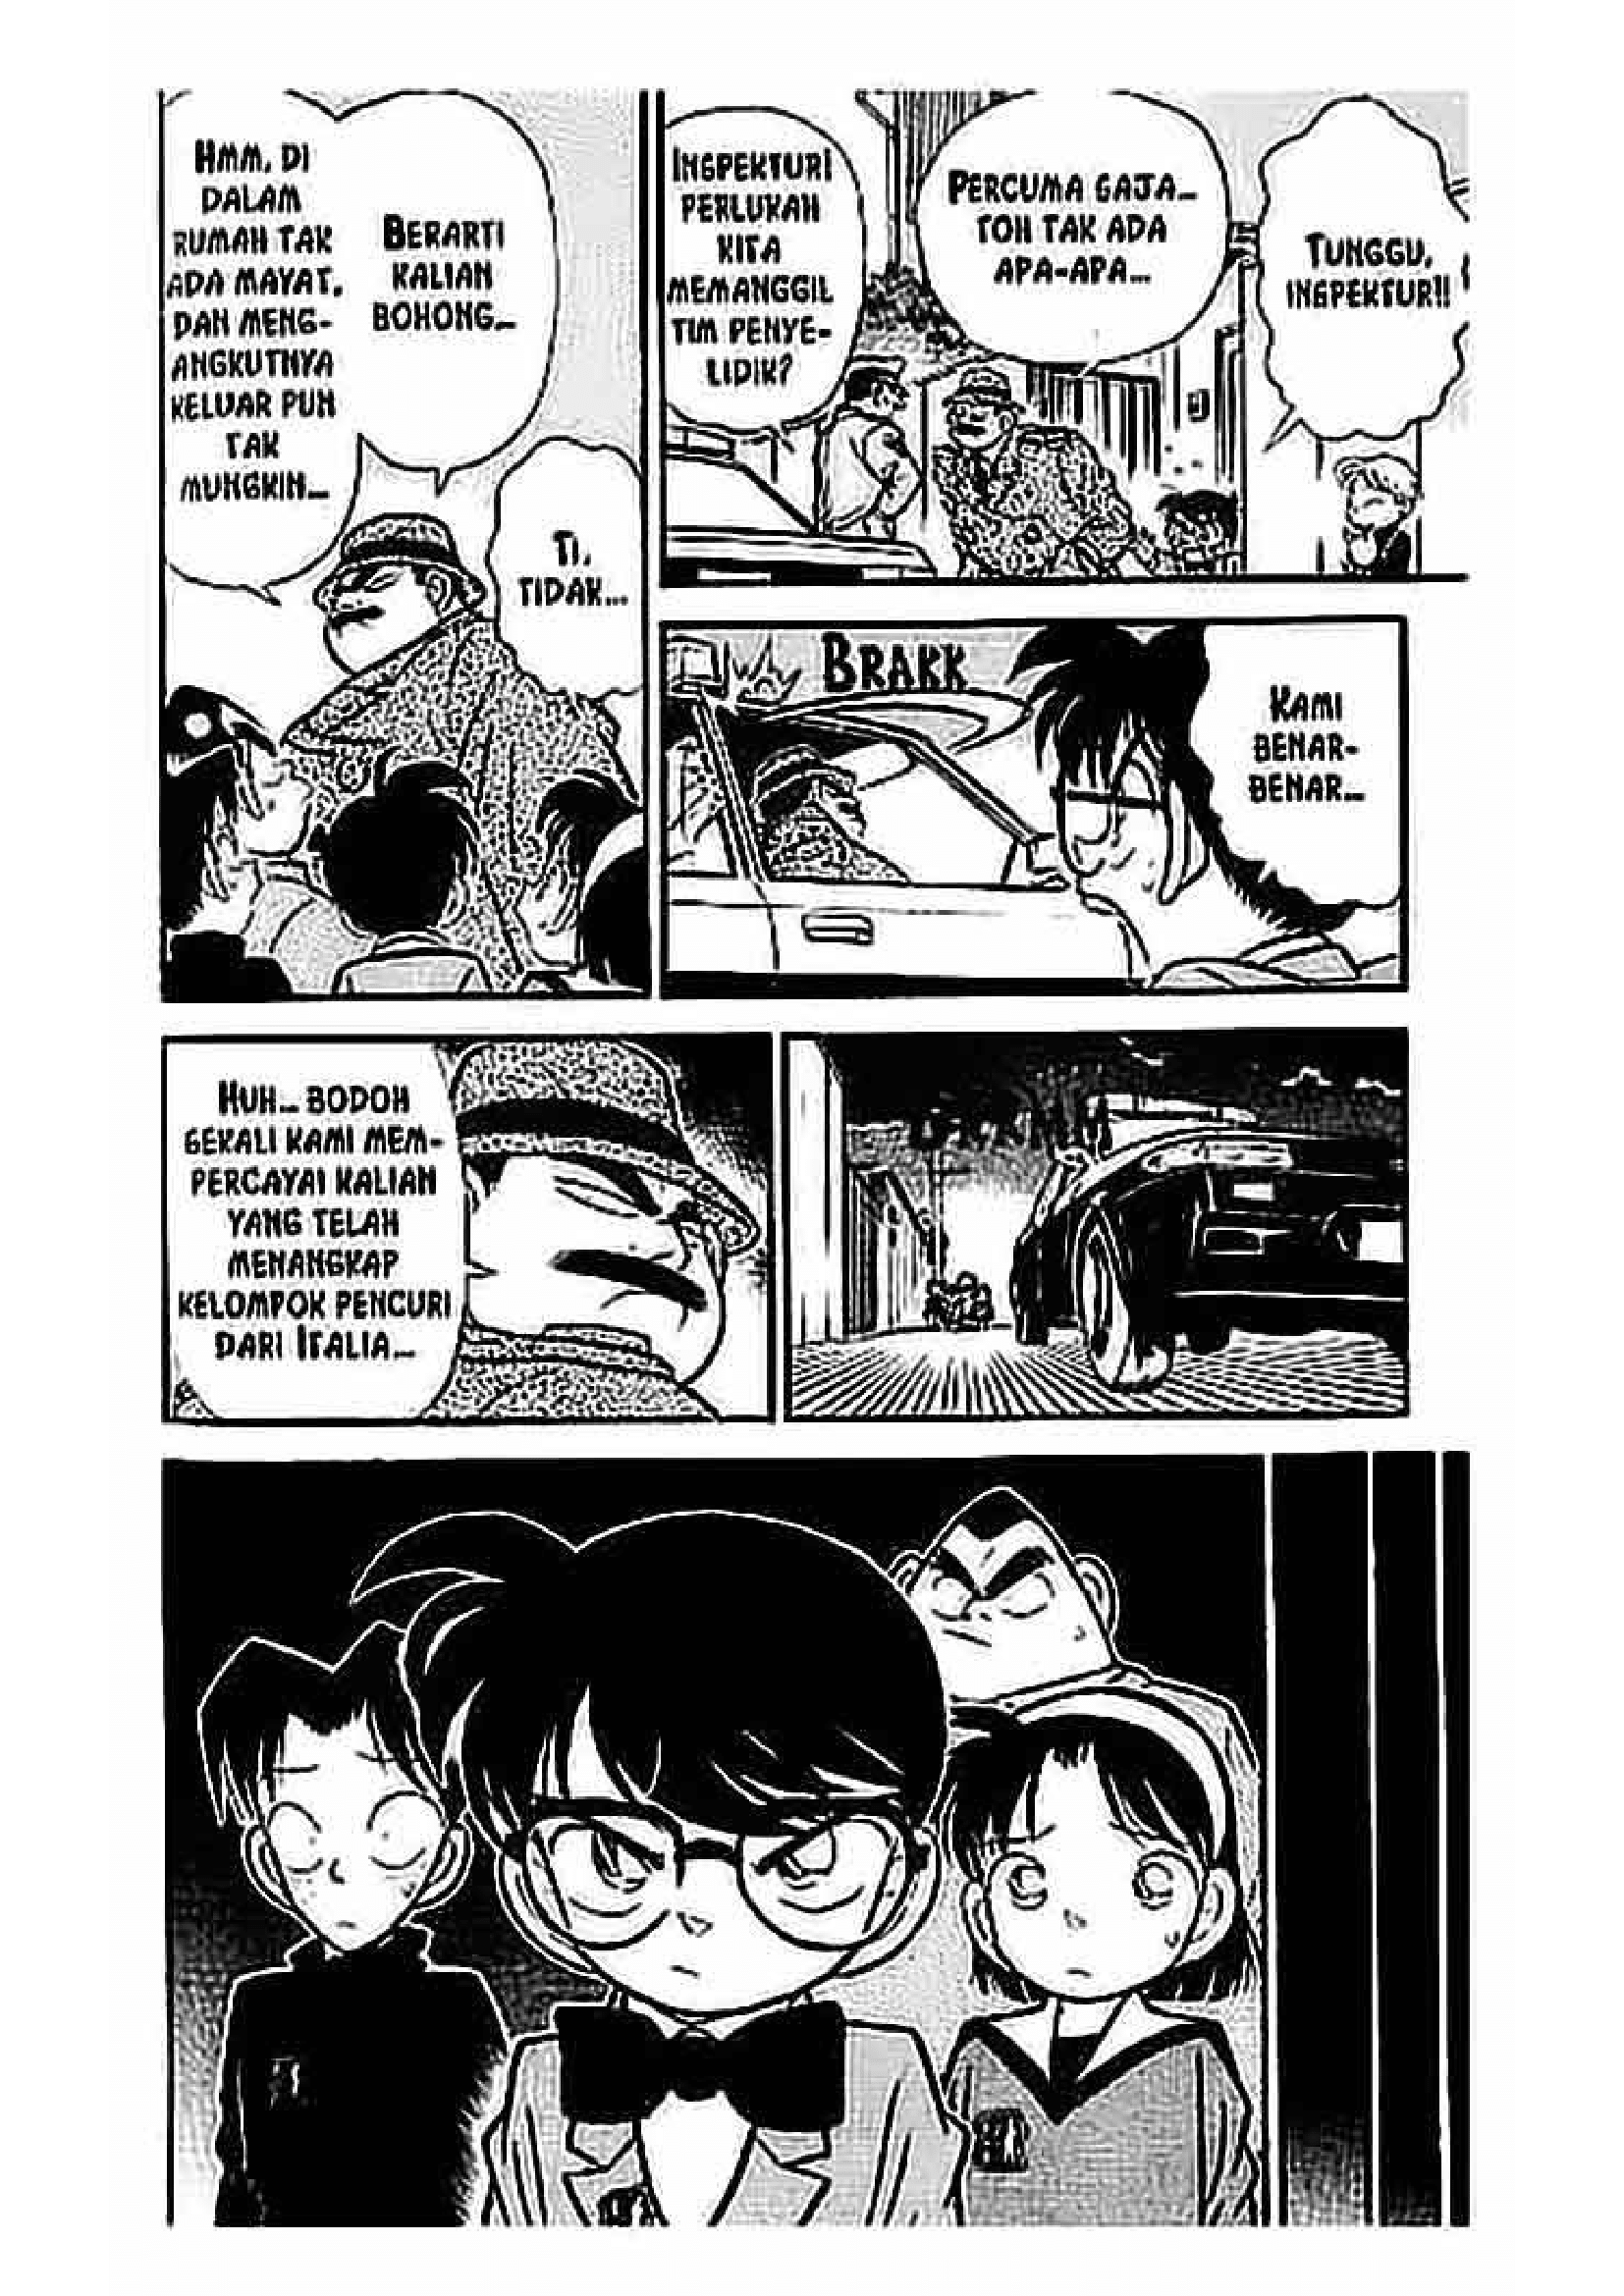 HMM, DI
DALAM
RUMAH TAK
ADA MAYAT,
DAN MENG-
ANGKUTNYA
KELUAR PUN
TAK
MUNGKIN...
BERARTI
KALIAN
BOHONG...
TI,
TIDAK...
INSPEKTUR!
PERLUKAH
KITA
MEMANGGIL
TIM PENYE-
LIDIK?
PERCUMA SAJA...
TOH TAK ADA
APA-APA...
TUNGGU,
INSPEKTUR!!
BRAKK
KAMI
BENAR-
BENAR...
HUH... BODOH
SEKALI KAMI MEM-
PERCAYAI KALIAN
YANG TELAH
MENANGKAP
KELOMPOK PENCURI
DARI ITALIA...